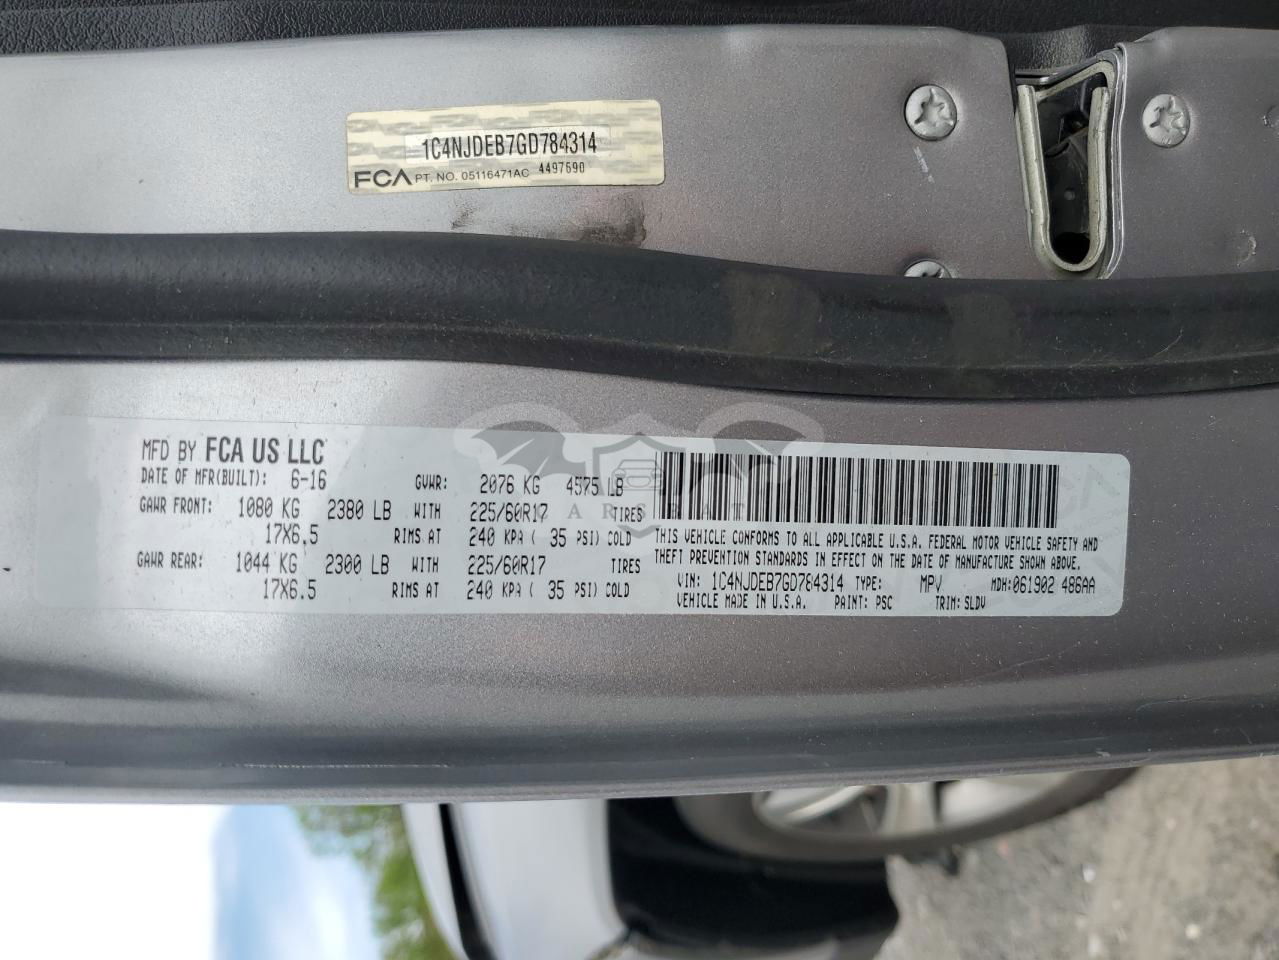 1C4NJDEB7GD784314
FCA PT. NO. 05116471AC 4497690
MFD BY FCA US LLC
DATE OF MFR(BUILT): 6-16 GVWR: 2076 KG 4575 LB
GAWR FRONT: 1080 KG 2380 LB WITH 225/60R17 TIRES
17X6.5 RIMS AT 240 KPA ( 35 PSI) COLD
GAWR REAR: 1044 KG 2300 LB WITH 225/60R17 TIRES
17X6.5 RIMS AT 240 KPA ( 35 PSI) COLD
THIS VEHICLE CONFORMS TO ALL APPLICABLE U.S.A. FEDERAL MOTOR VEHICLE SAFETY AND
THEFT PREVENTION STANDARDS IN EFFECT ON THE DATE OF MANUFACTURE SHOWN ABOVE.
VIN: 1C4NJDEB7GD784314 TYPE: MPV MDH:061902 486AA
VEHICLE MADE IN U.S.A. PAINT: PSC TRIM: SLDV